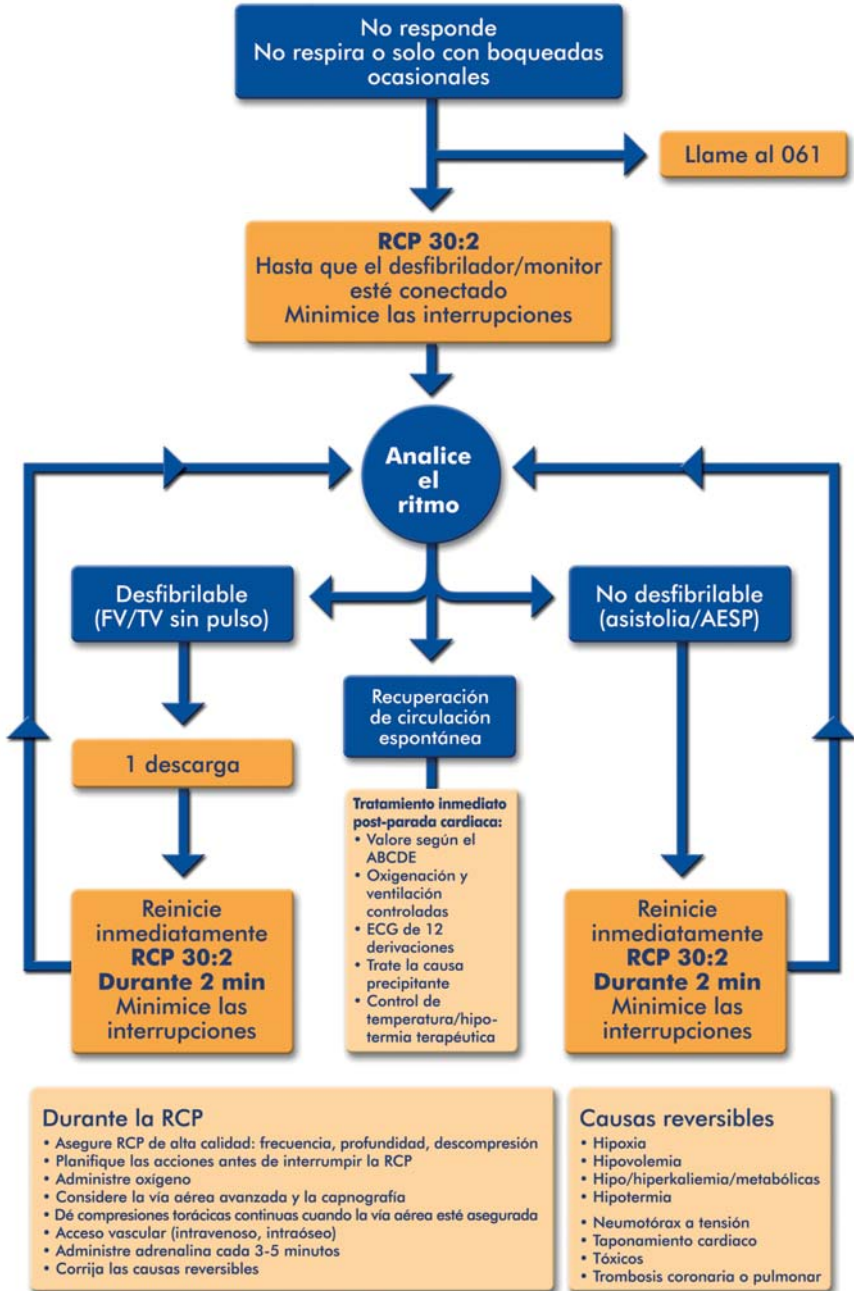 No responde
No respira o solo con boqueadas
ocasionales
Llame al 061
RCP 30:2
Hasta que el desfibrilador/monitor
esté conectado
Minimice las interrupciones
Analice
el
ritmo
Desfibrilable
(FV/TV sin pulso)
No desfibrilable
(asistolia/AESP)
Recuperación
de circulación
espontánea
1 descarga
Tratamiento inmediato
post-parada cardiaca:
• Valore según el
ABCDE
• Oxigenación y
ventilación
controladas
• ECG de 12
derivaciones
• Trate la causa
precipitante
• Control de
temperatura/hipo-
termia terapéutica
Reinicie
inmediatamente
RCP 30:2
Durante 2 min
Minimice las
interrupciones
Reinicie
inmediatamente
RCP 30:2
Durante 2 min
Minimice las
interrupciones
Durante la RCP
• Asegure RCP de alta calidad: frecuencia, profundidad, descompresión
• Planifique las acciones antes de interrumpir la RCP
• Administre oxígeno
• Considere la vía aérea avanzada y la capnografía
• Dé compresiones torácicas continuas cuando la vía aérea esté asegurada
• Acceso vascular (intravenoso, intraóseo)
• Administre adrenalina cada 3-5 minutos
• Corrija las causas reversibles
Causas reversibles
• Hipoxia
• Hipovolemia
• Hipo/hiperkaliemia/metabólicas
• Hipotermia
• Neumotórax a tensión
• Taponamiento cardiaco
• Tóxicos
• Trombosis coronaria o pulmonar